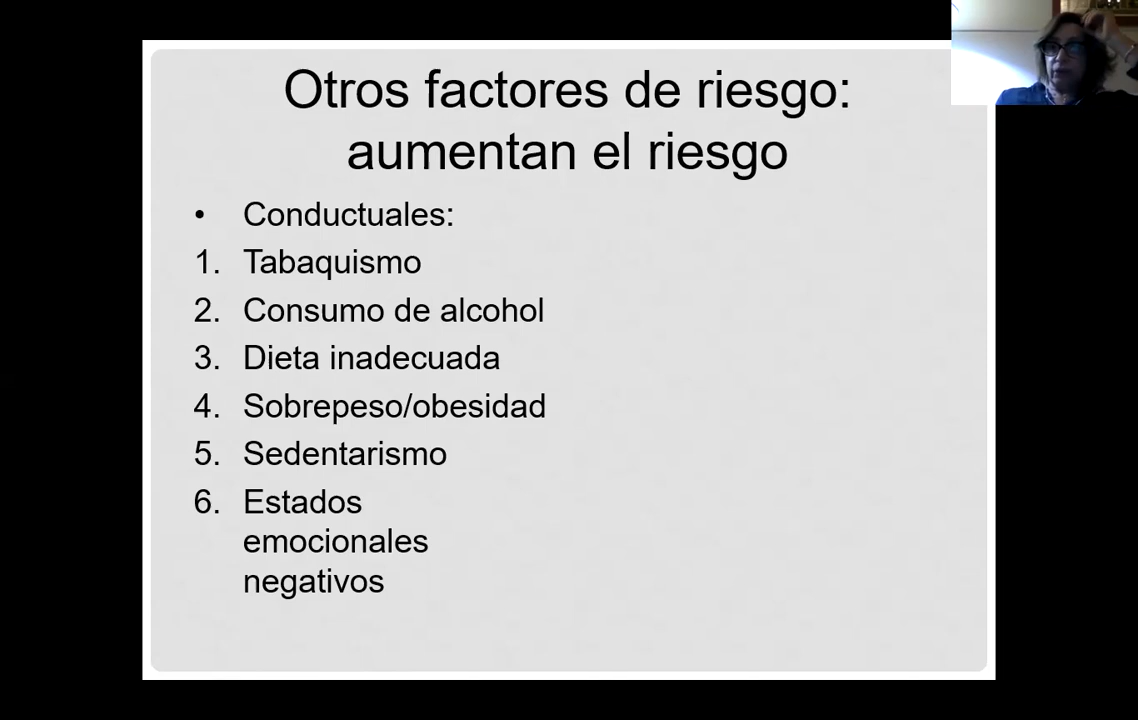 Otros factores de riesgo:
aumentan el riesgo
• Conductuales:
1. Tabaquismo
2. Consumo de alcohol
3. Dieta inadecuada
4. Sobrepeso/obesidad
5. Sedentarismo
6. Estados
emocionales
negativos